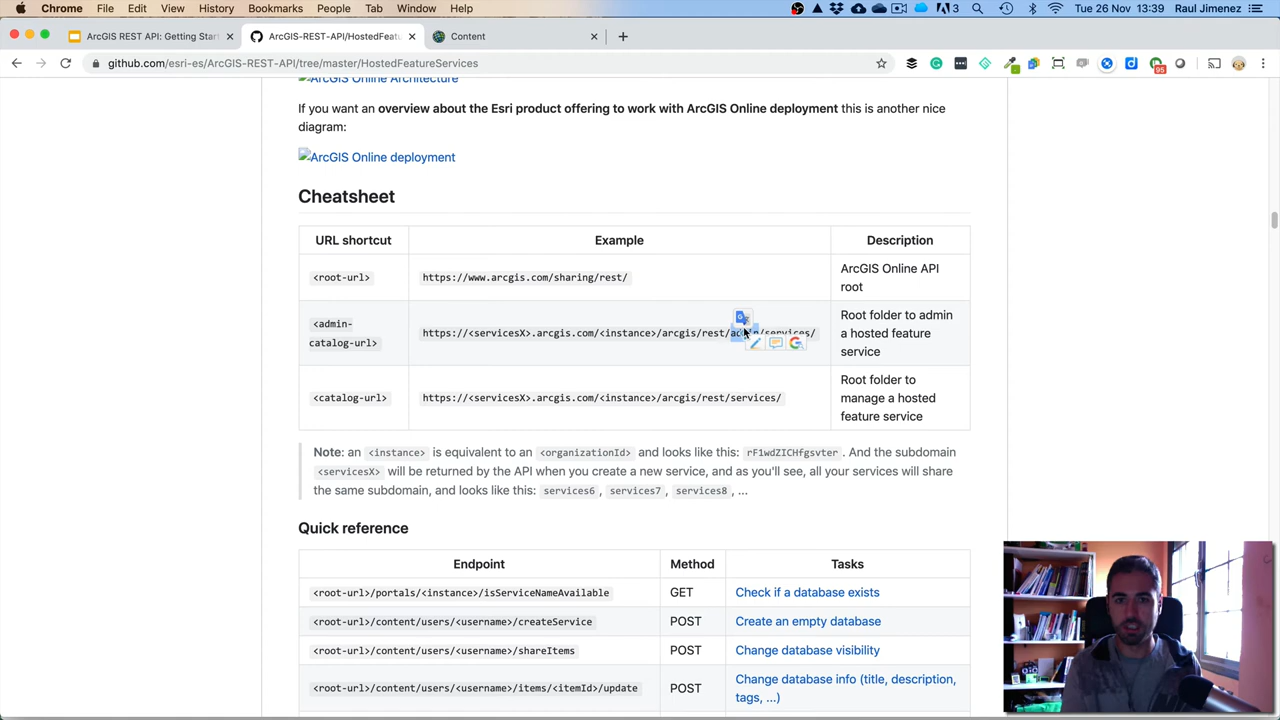 Chrome File Edit View History Bookmarks People Tab Window Help 3 Tue 26 Nov 13:39 Raul Jimenez
ArcGIS REST API: Getting Star
ArcGIS-REST-API/HostedFeatu
Content
github.com/esri-es/ArcGIS-REST-API/tree/master/HostedFeatureServices
95
ArcGIS Online Architecture
If you want an overview about the Esri product offering to work with ArcGIS Online deployment this is another nice
diagram:
ArcGIS Online deployment
Cheatsheet
URL shortcut Example Description
<root-url> https://www.arcgis.com/sharing/rest/ ArcGIS Online API
root
<admin-
catalog-url> https://<servicesX>.arcgis.com/<instance>/arcgis/rest/admin/services/ Root folder to admin
a hosted feature
service
<catalog-url> https://<servicesX>.arcgis.com/<instance>/arcgis/rest/services/ Root folder to
manage a hosted
feature service
Note: an <instance> is equivalent to an <organizationId> and looks like this: rF1wdZICHfgsvter . And the subdomain
<servicesX> will be returned by the API when you create a new service, and as you'll see, all your services will share
the same subdomain, and looks like this: services6 , services7 , services8 , ...
Quick reference
Endpoint Method Tasks
<root-url>/portals/<instance>/isServiceNameAvailable GET Check if a database exists
<root-url>/content/users/<username>/createService POST Create an empty database
<root-url>/content/users/<username>/shareItems POST Change database visibility
<root-url>/content/users/<username>/items/<itemId>/update POST Change database info (title, description,
tags, ...)